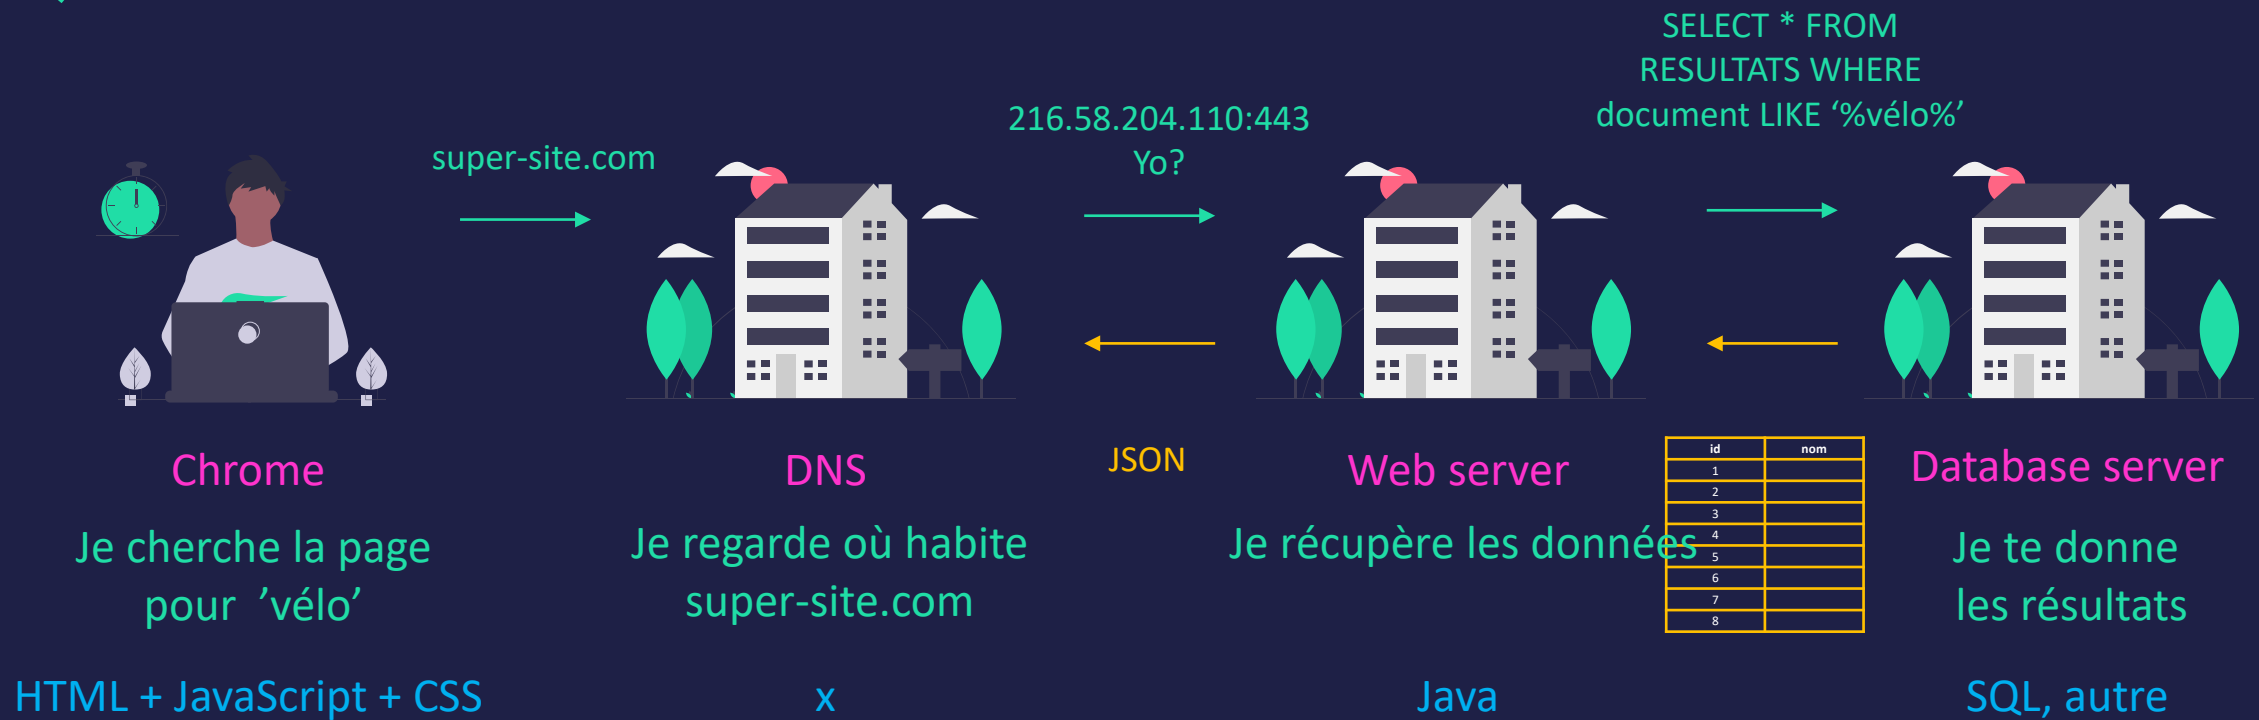 SELECT * FROM
RESULTATS WHERE
document LIKE ‘%vélo%’
216.58.204.110:443
Yo?
super-site.com
Chrome
DNS
JSON
Web server
Database server
Je cherche la page
pour ’vélo’
Je regarde où habite
super-site.com
Je récupère les données
id nom
1
2
3
4
5
6
7
8
Je te donne
les résultats
HTML + JavaScript + CSS
x
Java
SQL, autre